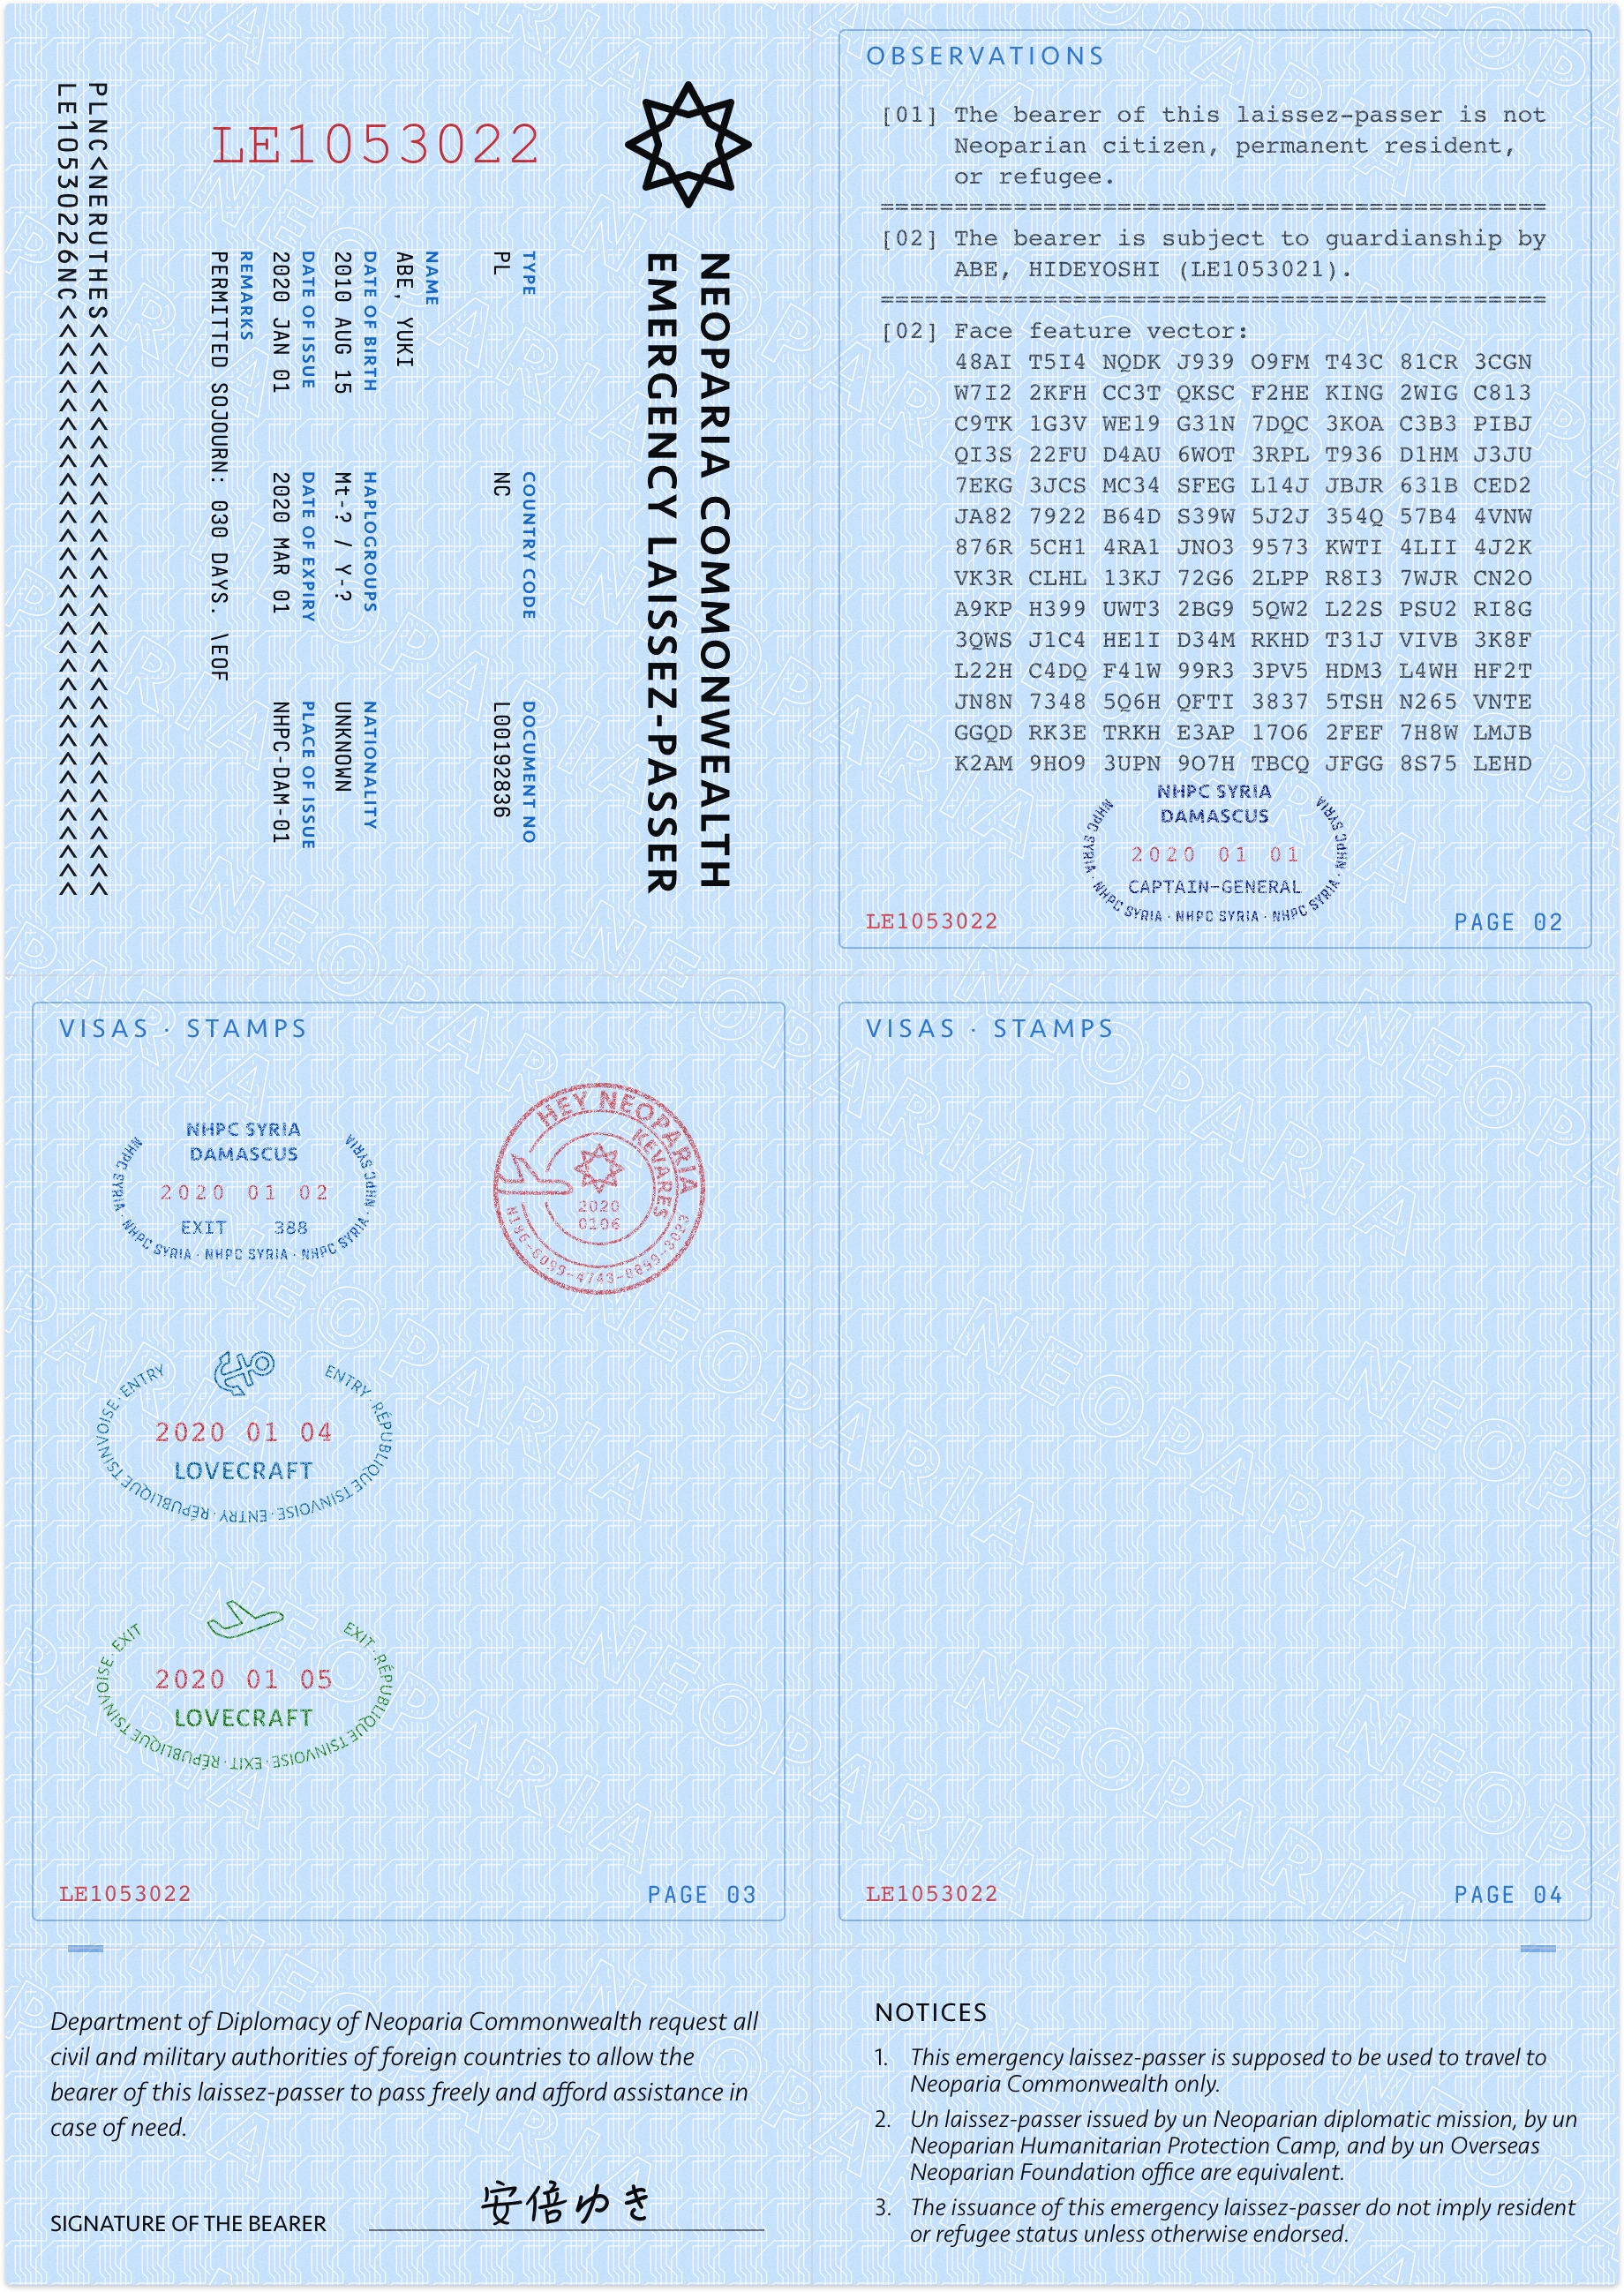 NEOPARIA COMMONWEALTH
EMERGENCY LAISSEZ-PASSER
TYPE
PL
COUNTRY CODE
NC
DOCUMENT NO
L001928836
NAME
ABE, YUKI
DATE OF BIRTH
2010 AUG 15
HAPLOGROUPS
Mt-? / Y-?
NATIONALITY
UNKNOWN
DATE OF ISSUE
2020 JAN 01
DATE OF EXPIRY
2020 MAR 01
PLACE OF ISSUE
NHPC-DAM-01
REMARKS
PERMITTED SOJOURN: 030 DAYS. \EOF
LE1053022
PLNC<NERUTHES<<<<<<<<<<<<<<<<<<<<<<<<<<<<<<<
LE10530226NC<<<<<<<<<<<<<<<<<<<<<<<<<<<<<<<<
OBSERVATIONS
[01] The bearer of this laissez-passer is not
Neoparian citizen, permanent resident,
or refugee.
=============================================
[02] The bearer is subject to guardianship by
ABE, HIDEYOSHI (LE1053021).
=============================================
[02] Face feature vector:
48AI T5I4 NQDK J939 O9FM T43C 81CR 3CGN
W7I2 2KFH CC3T QKSC F2HE KING 2WIG C813
C9TK 1G3V WE19 G31N 7DQC 3KOA C3B3 PIBJ
QI3S 22FU D4AU 6WOT 3RPL T936 D1HM J3JU
7EKG 3JCS MC34 SFEG L14J JBJR 631B CED2
JA82 7922 B64D S39W 5J2J 354Q 57B4 4VNW
876R 5CH1 4RA1 JNO3 9573 KWTI 4LII 4J2K
VK3R CLHL 13KJ 72G6 2LPP R8I3 7WJR CN2O
A9KP H399 UWT3 2BG9 5QW2 L22S PSU2 RI8G
3QWS J1C4 HE1I D34M RKHD T31J VIVB 3K8F
L22H C4DQ F41W 99R3 3PV5 HDM3 L4WH HF2T
JN8N 7348 5Q6H QFTI 3837 5TSH N265 VNTE
GGQD RK3E TRKH E3AP 17O6 2FEF 7H8W LMJB
K2AM 9HO9 3UPN 9O7H TBCQ JFGG 8S75 LEHD
NHPC SYRIA
DAMASCUS
2020 01 01
CAPTAIN-GENERAL
NHPC SYRIA · NHPC SYRIA · NHPC SYRIA · NHPC SYRIA · NHPC SYRIA
LE1053022
PAGE 02
VISAS · STAMPS
NHPC SYRIA
DAMASCUS
2020 01 02
EXIT 388
NHPC SYRIA · NHPC SYRIA · NHPC SYRIA · NHPC SYRIA · NHPC SYRIA
HEY NEOPARIA
KEVARES
2020
0106
2020 01 04
LOVECRAFT
ENTRY · RÉPUBLIQUE TSINVOISE · ENTRY · RÉPUBLIQUE TSINVOISE · ENTRY
2020 01 05
LOVECRAFT
EXIT · RÉPUBLIQUE TSINVOISE · EXIT · RÉPUBLIQUE TSINVOISE · EXIT
LE1053022
PAGE 03
VISAS · STAMPS
LE1053022
PAGE 04
Department of Diplomacy of Neoparia Commonwealth request all
civil and military authorities of foreign countries to allow the
bearer of this laissez-passer to pass freely and afford assistance in
case of need.
SIGNATURE OF THE BEARER
安倍ゆき
NOTICES
1. This emergency laissez-passer is supposed to be used to travel to
Neoparia Commonwealth only.
2. Un laissez-passer issued by un Neoparian diplomatic mission, by un
Neoparian Humanitarian Protection Camp, and by un Overseas
Neoparian Foundation office are equivalent.
3. The issuance of this emergency laissez-passer do not imply resident
or refugee status unless otherwise endorsed.